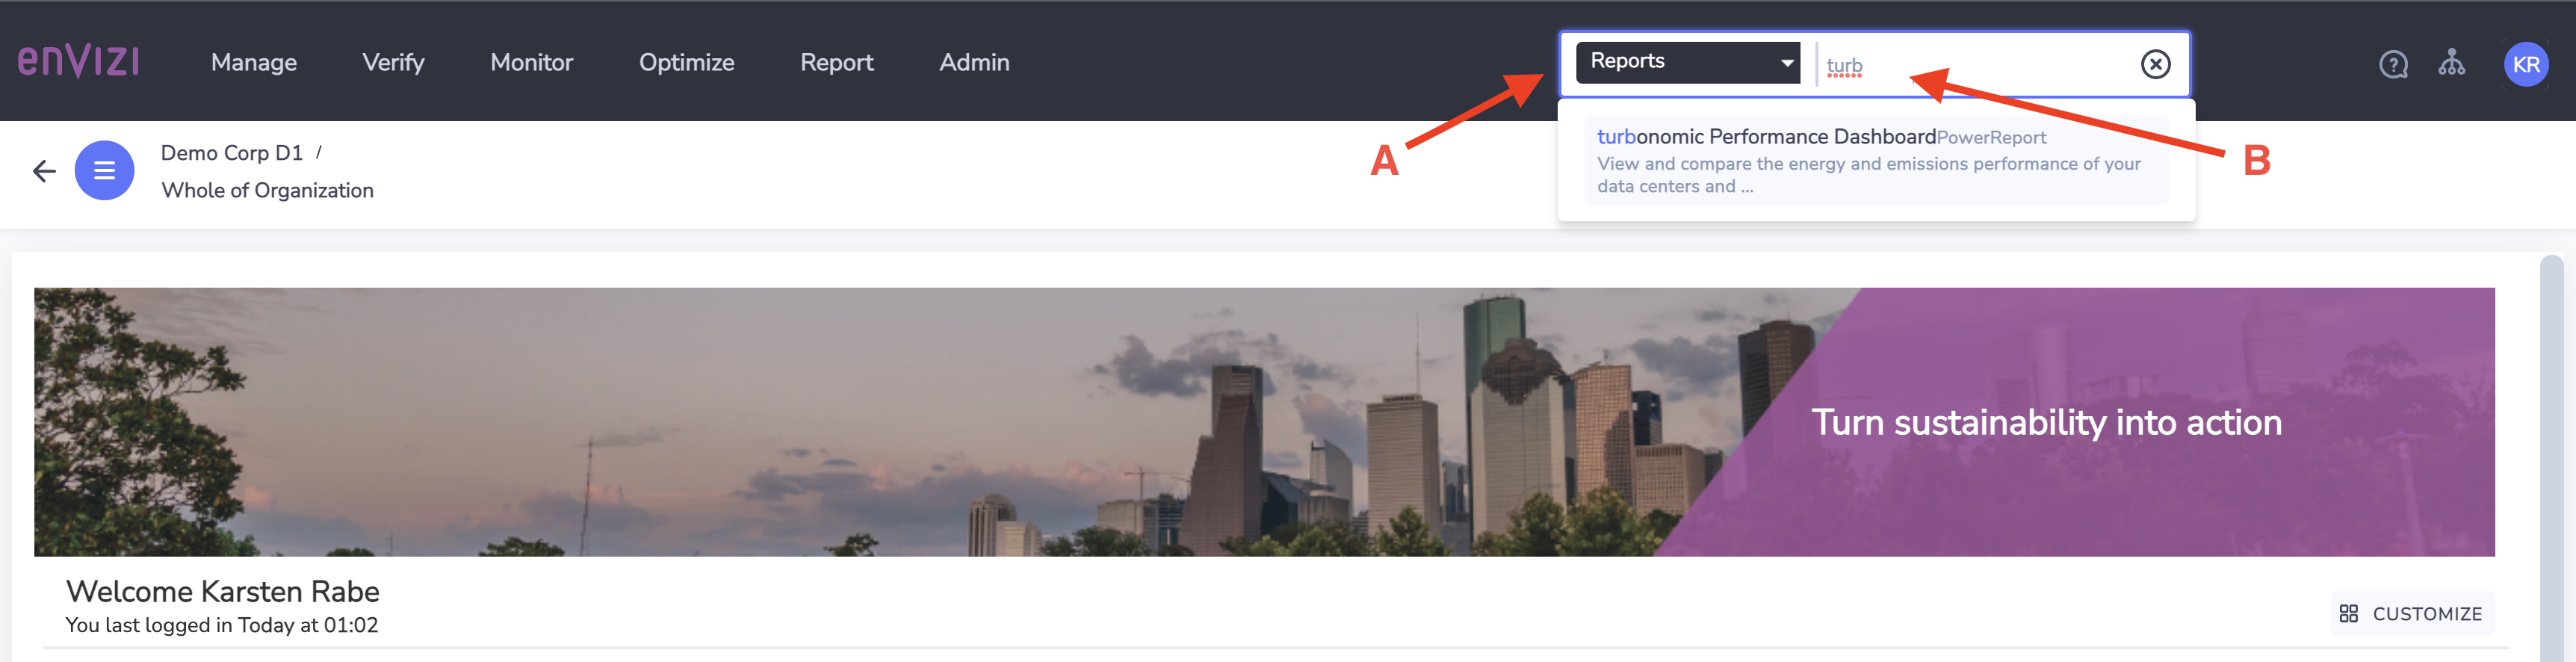 enVIZI
Manage Verify Monitor Optimize Report Admin
Reports
turb
KR
A
B
turbonomic Performance DashboardPowerReport
View and compare the energy and emissions performance of your
data centers and ...
Demo Corp D1 /
Whole of Organization
Turn sustainability into action
Welcome Karsten Rabe
You last logged in Today at 01:02
CUSTOMIZE